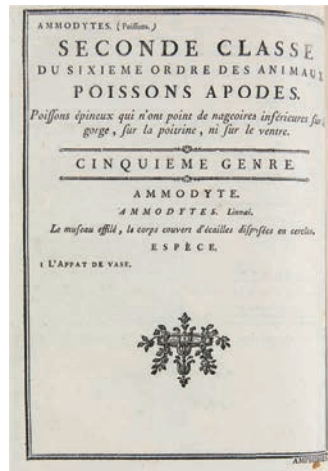 AMMODYTES. (Poissons.)
SECONDE CLASSE
DU SIXIEME ORDRE DES ANIMAUX
POISSONS APODES.
Poissons épineux qui n'ont point de nageoires inférieures sur la
gorge, sur la poitrine, ni sur le ventre.
CINQUIEME GENRE.
AMMODYTE.
AMMODYTES. Linnæi.
Le museau effilé, le corps couvert d'écailles disposées en cercles.
ESPÈCE.
1 L'APPAT DE VASE.